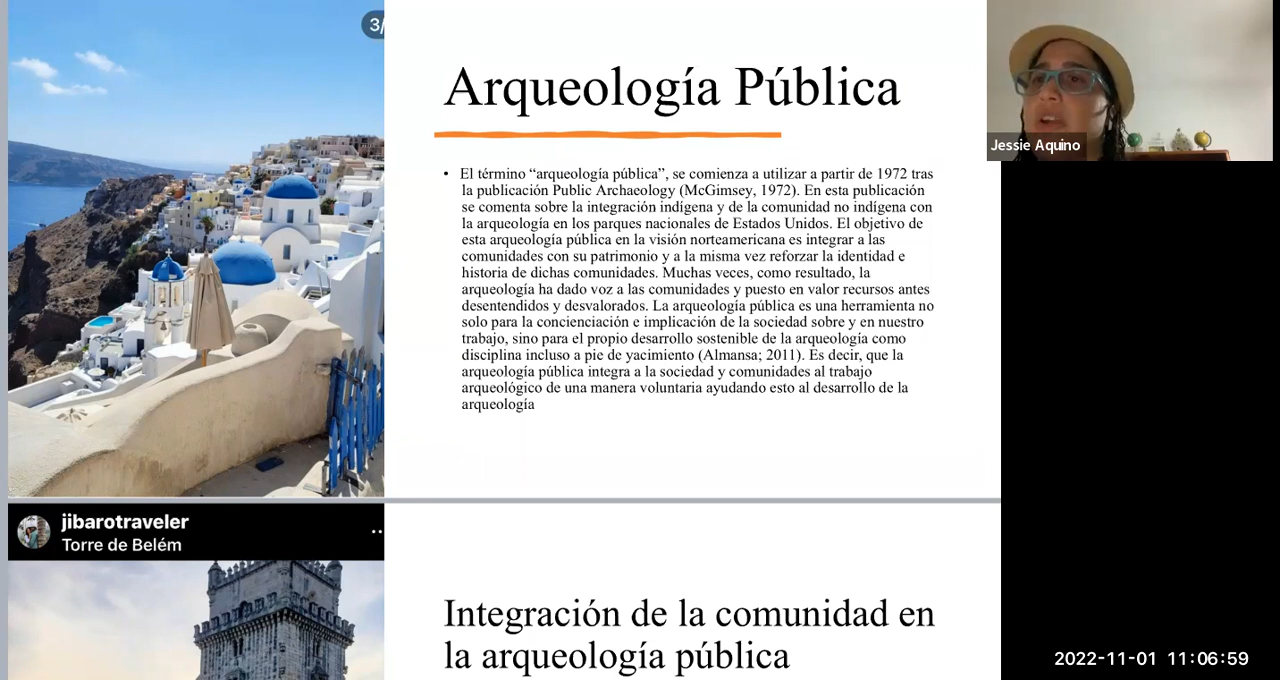 3/
Arqueología Pública
• El término “arqueología pública”, se comienza a utilizar a partir de 1972 tras
la publicación Public Archaeology (McGimsey, 1972). En esta publicación
se comenta sobre la integración indígena y de la comunidad no indígena con
la arqueología en los parques nacionales de Estados Unidos. El objetivo de
esta arqueología pública en la visión norteamericana es integrar a las
comunidades con su patrimonio y a la misma vez reforzar la identidad e
historia de dichas comunidades. Muchas veces, como resultado, la
arqueología ha dado voz a las comunidades y puesto en valor recursos antes
desentendidos y desvalorados. La arqueología pública es una herramienta no
solo para la concienciación e implicación de la sociedad sobre y en nuestro
trabajo, sino para el propio desarrollo sostenible de la arqueología como
disciplina incluso a pie de yacimiento (Almansa; 2011). Es decir, que la
arqueología pública integra a la sociedad y comunidades al trabajo
arqueológico de una manera voluntaria ayudando esto al desarrollo de la
arqueología
Jessie Aquino
jibarotraveler
Torre de Belém
Integración de la comunidad en
la arqueología pública
2022-11-01 11:06:59